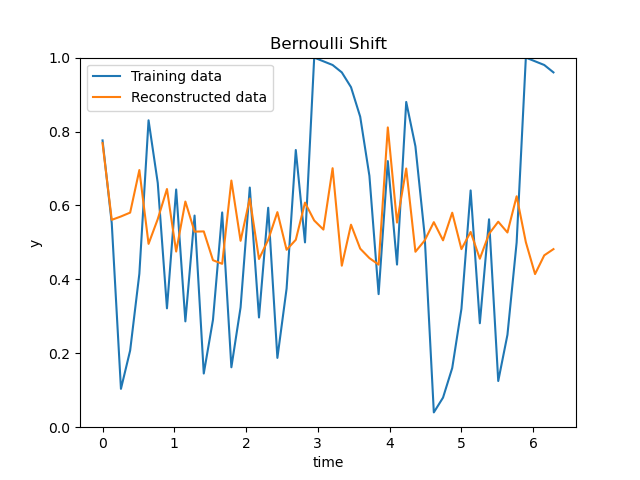 Bernoulli Shift
Training data
Reconstructed data
y
1.0
0.8
0.6
0.4
0.2
0.0
0 1 2 3 4 5 6
time